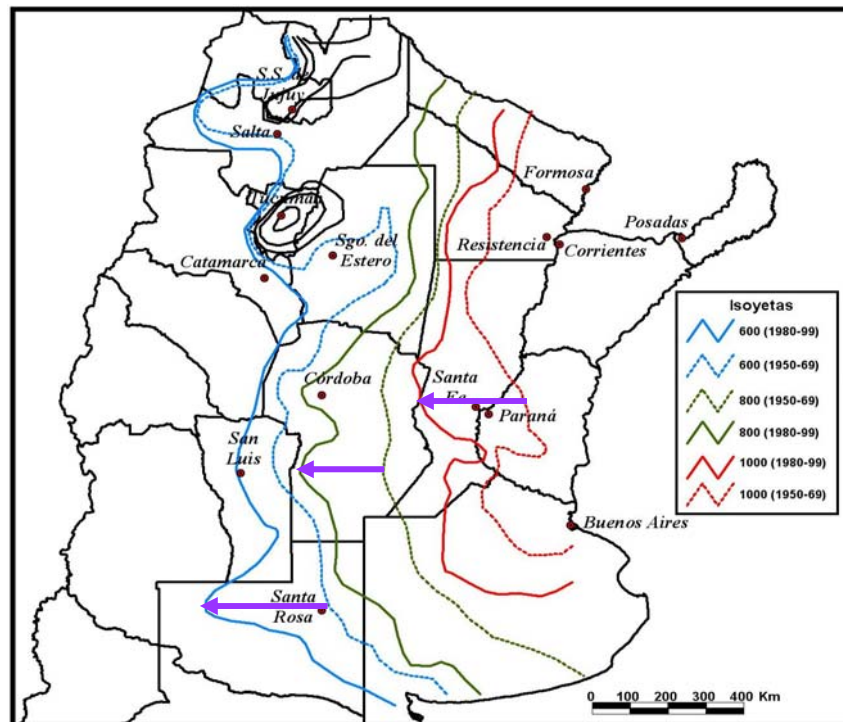 S.S. de
Jujuy
Salta
Tucumán
Formosa
Posadas
Resistencia
Corrientes
Sgo. del
Estero
Catamarca
Isoyetas
600 (1980-99)
600 (1950-69)
800 (1950-69)
800 (1980-99)
1000 (1980-99)
1000 (1950-69)
Córdoba
Santa
Fe
Paraná
San
Luis
Buenos Aires
Santa
Rosa
0 100 200 300 400 Km